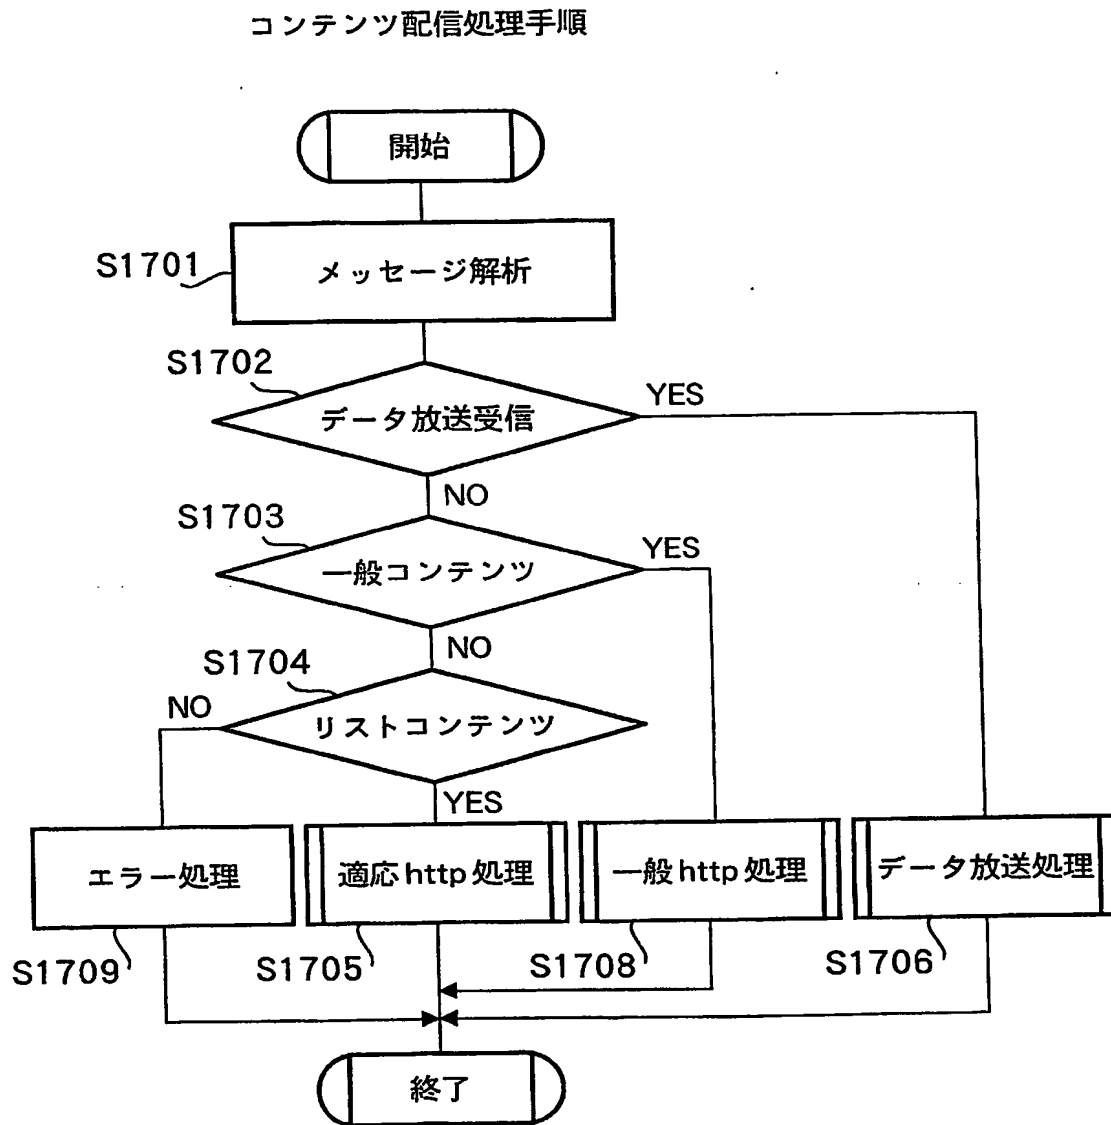 コンテンツ配信処理手順
開始
S1701
メッセージ解析
S1702
データ放送受信
YES
NO
S1703
一般コンテンツ
YES
NO
S1704
NO
リストコンテンツ
YES
エラー処理
適応http処理
一般http処理
データ放送処理
S1709
S1705
S1708
S1706
終了